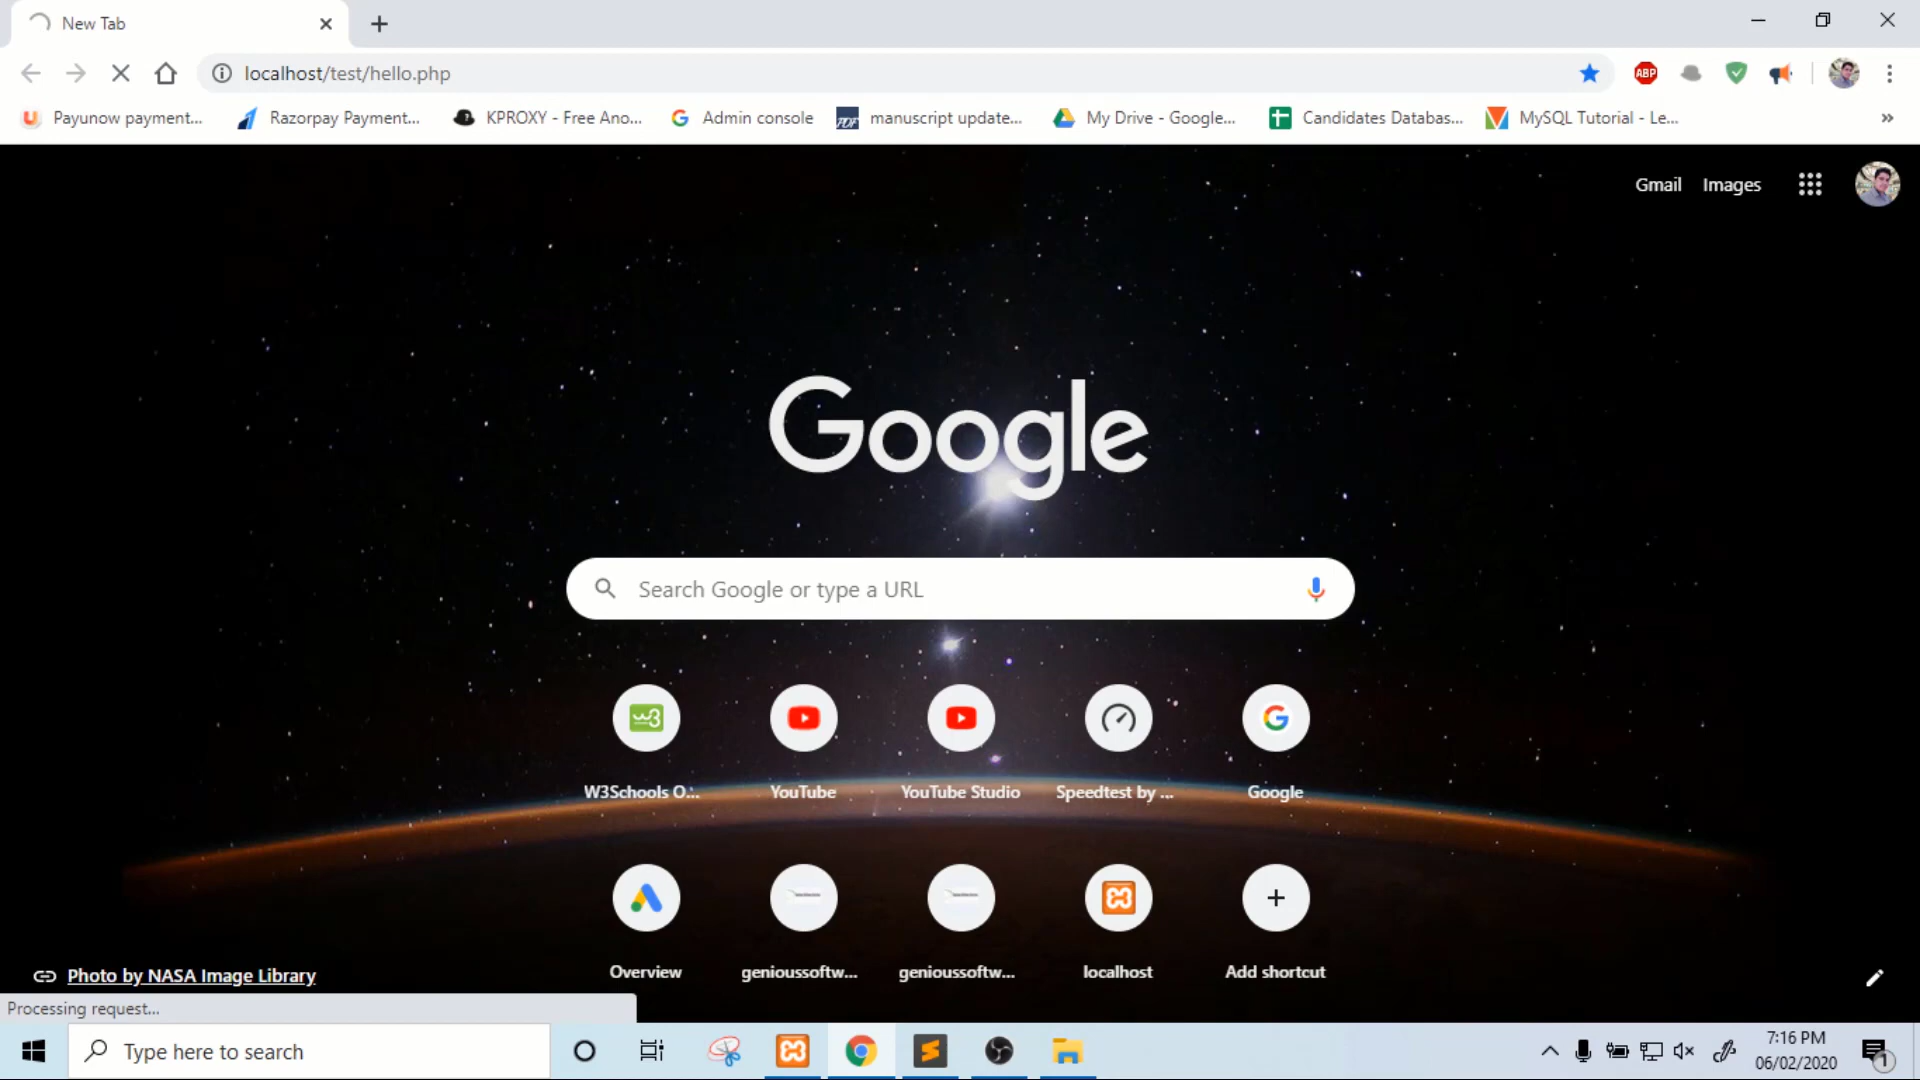 New Tab
localhost/test/hello.php
ABP
Payunow payment... Razorpay Payment... KPROXY - Free Ano... Admin console PDF manuscript update... My Drive - Google... Candidates Databas... MySQL Tutorial - Le... »
Gmail Images
Google
Search Google or type a URL
W3Schools O... YouTube YouTube Studio Speedtest by ... Google
Overview genioussoftw... genioussoftw... localhost Add shortcut
Photo by NASA Image Library
Processing request...
Type here to search
7:16 PM
06/02/2020
1